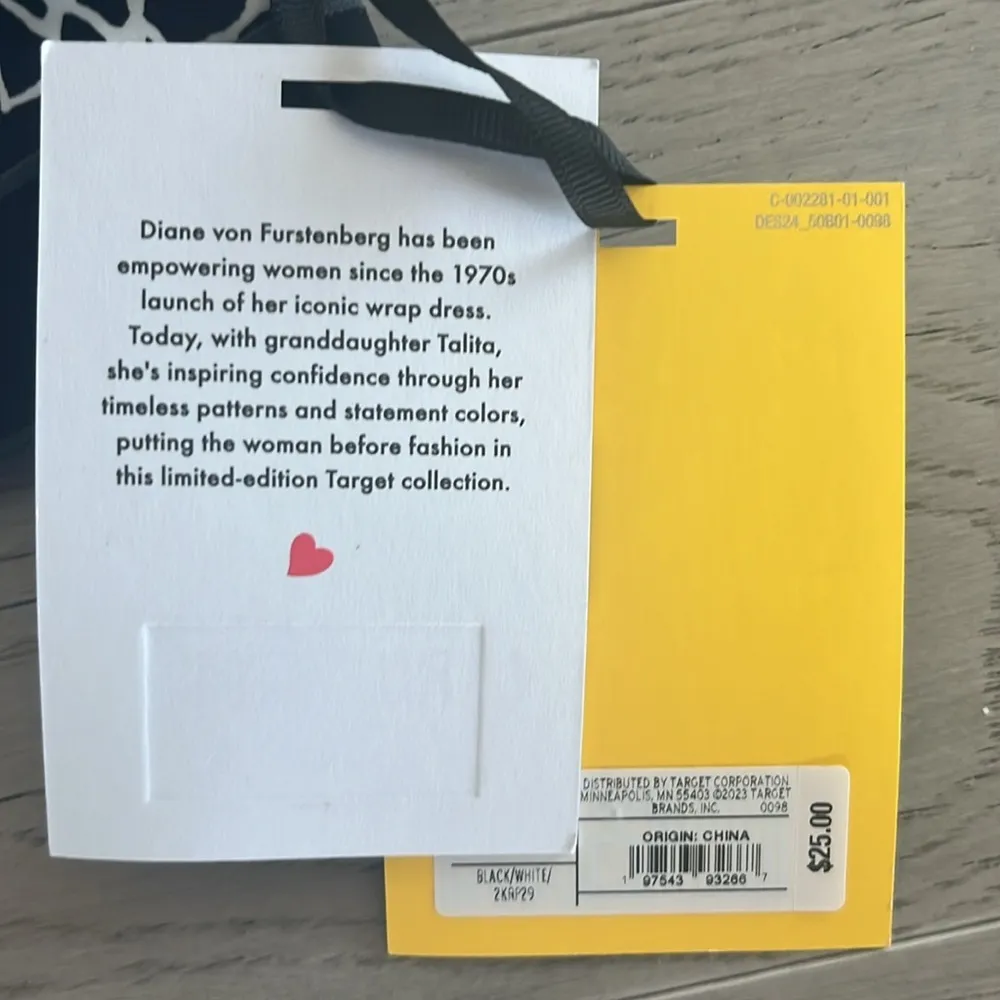 Diane von Furstenberg has been
empowering women since the 1970s
launch of her iconic wrap dress.
Today, with granddaughter Talita,
she's inspiring confidence through her
timeless patterns and statement colors,
putting the woman before fashion in
this limited-edition Target collection.
C-002281-01-001
DES24_60B01-0098
DISTRIBUTED BY TARGET CORPORATION
MINNEAPOLIS, MN 55403 ©2023 TARGET
BRANDS, INC. 0098
ORIGIN: CHINA
1 97543 93266 7
BLACK/WHITE/
2KAP29
$25.00